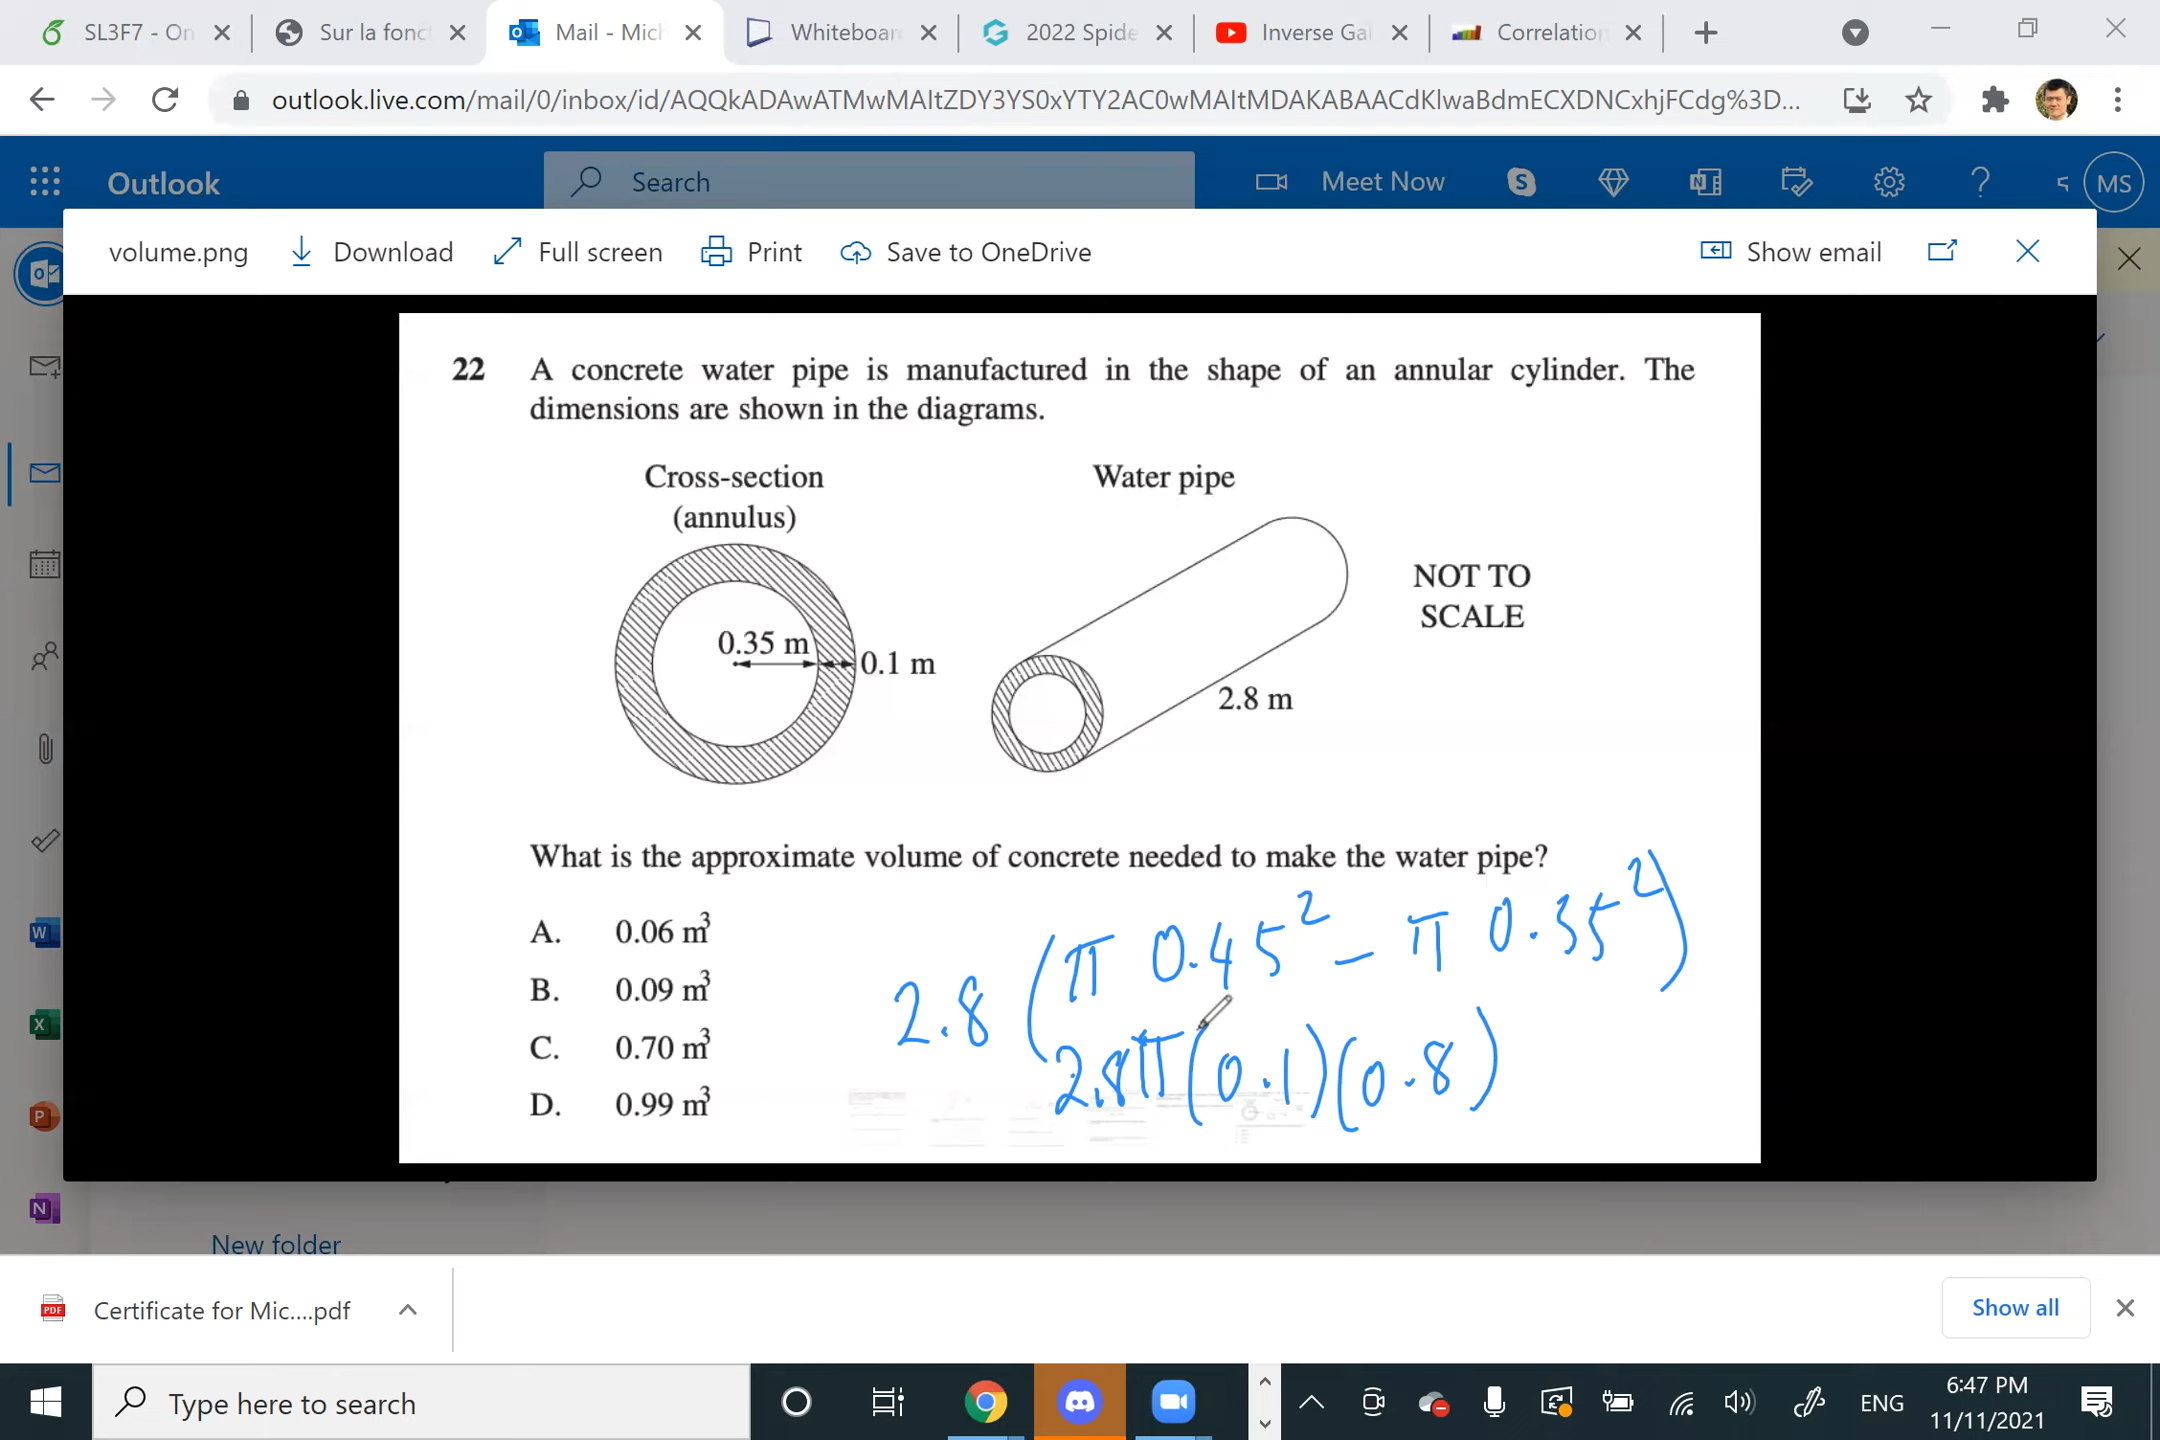 SL3F7 - On
Sur la fonct
Mail - Mich
Whiteboar
2022 Spide
Inverse Ga
Correlation
outlook.live.com/mail/0/inbox/id/AQQkADAwATMwMAItZDY3YS0xYTY2AC0wMAItMDAKABAACdKlwaBdmECXDNCxhjFCdg%3D...
Outlook
Search
Meet Now
MS
volume.png
Download
Full screen
Print
Save to OneDrive
Show email
22 A concrete water pipe is manufactured in the shape of an annular cylinder. The
dimensions are shown in the diagrams.
Cross-section
(annulus)
Water pipe
NOT TO
SCALE
0.35 m
0.1 m
2.8 m
What is the approximate volume of concrete needed to make the water pipe?
A. 0.06 m³
B. 0.09 m³
C. 0.70 m³
D. 0.99 m³
2.8 (π 0.45² - π 0.35²)
2.8π(0.1)(0.8)
New folder
Certificate for Mic....pdf
Show all
Type here to search
ENG
6:47 PM
11/11/2021